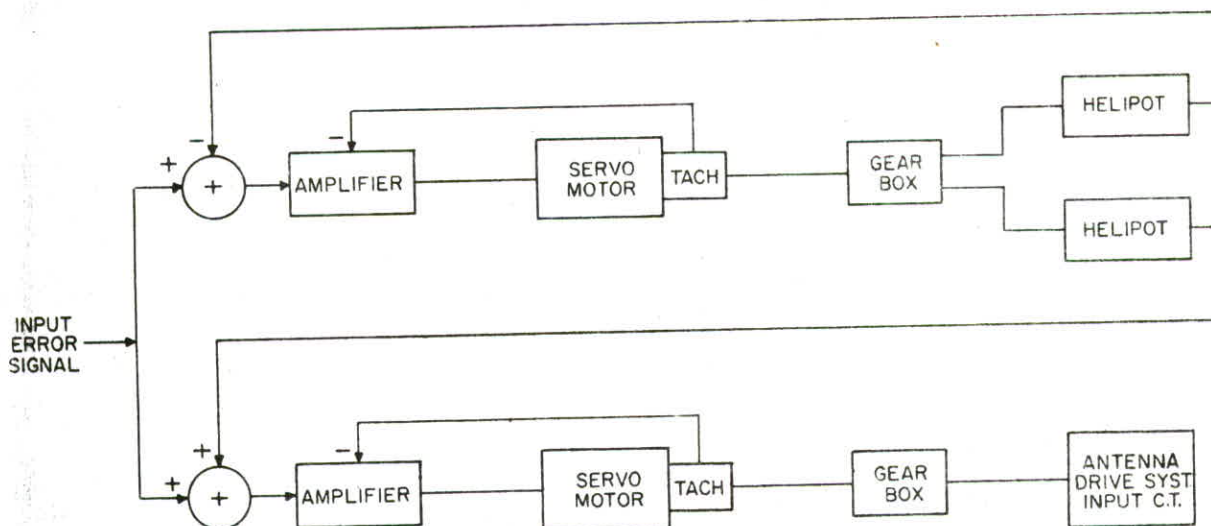 HELIPOT
-
+
+
AMPLIFIER
-
SERVO
MOTOR
TACH
GEAR
BOX
HELIPOT
INPUT
ERROR
SIGNAL
+
+
+
AMPLIFIER
-
SERVO
MOTOR
TACH
GEAR
BOX
ANTENNA
DRIVE SYST.
INPUT C.T.